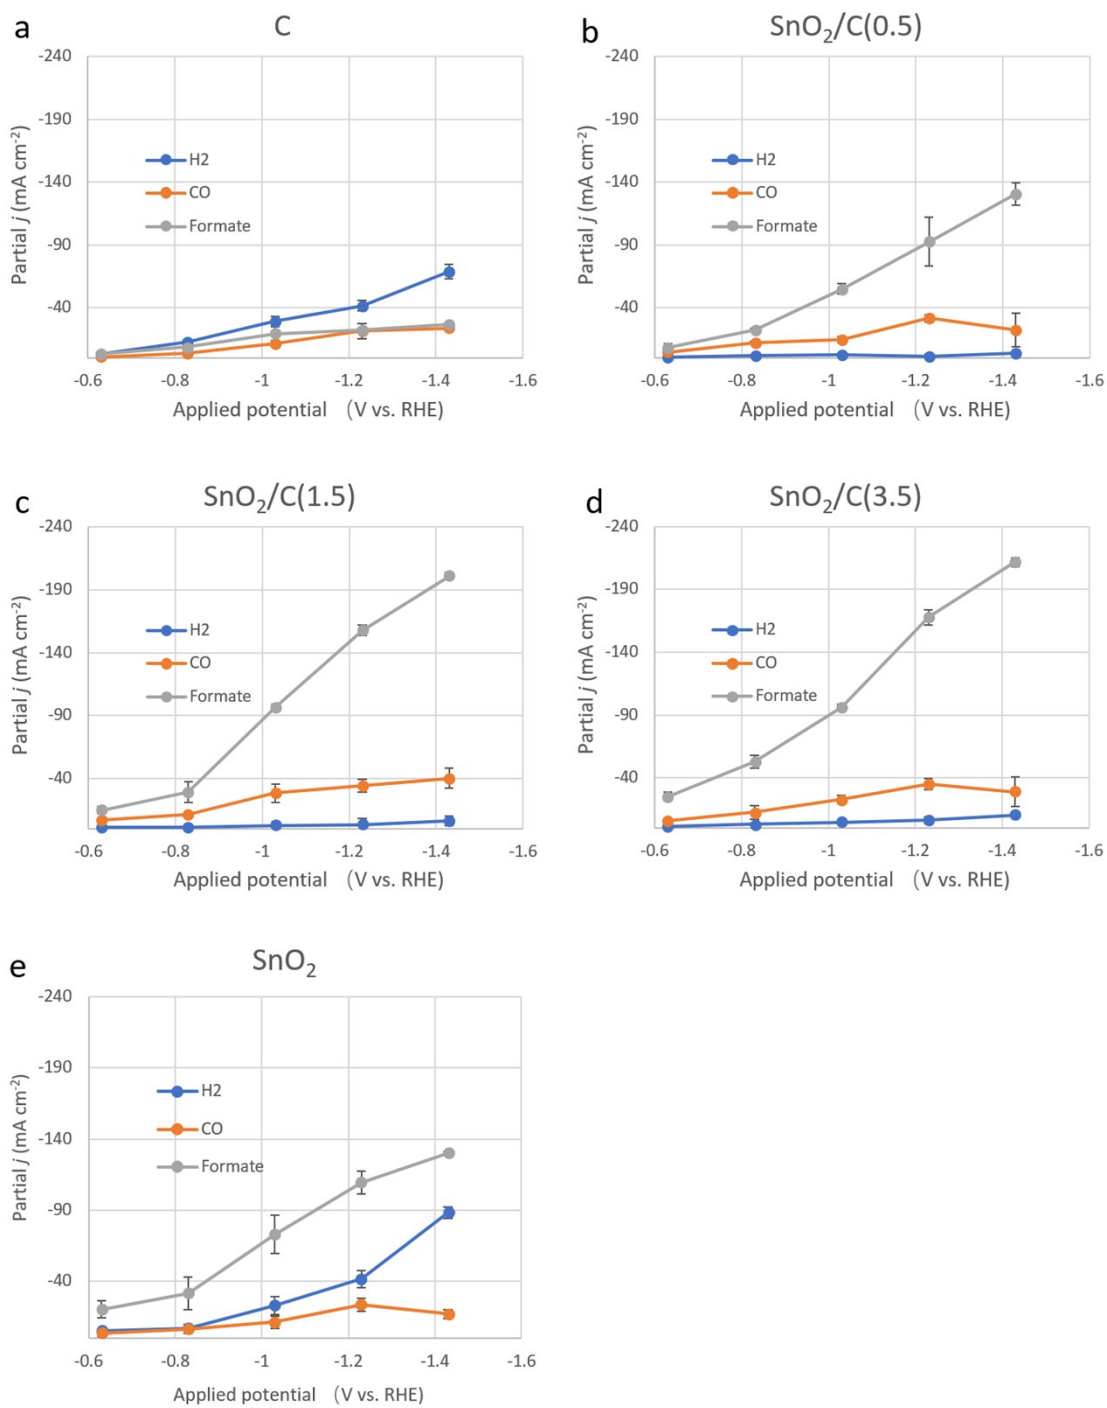 a
C
-240
-190
-140
-90
-40
Partial j (mA cm⁻²)
H2
CO
Formate
-0.6 -0.8 -1 -1.2 -1.4 -1.6
Applied potential （V vs. RHE)
b
SnO₂/C(0.5)
-240
-190
-140
-90
-40
Partial j (mA cm⁻²)
H2
CO
Formate
-0.6 -0.8 -1 -1.2 -1.4 -1.6
Applied potential （V vs. RHE)
c
SnO₂/C(1.5)
-240
-190
-140
-90
-40
Partial j (mA cm⁻²)
H2
CO
Formate
-0.6 -0.8 -1 -1.2 -1.4 -1.6
Applied potential （V vs. RHE)
d
SnO₂/C(3.5)
-240
-190
-140
-90
-40
Partial j (mA cm⁻²)
H2
CO
Formate
-0.6 -0.8 -1 -1.2 -1.4 -1.6
Applied potential （V vs. RHE)
e
SnO₂
-240
-190
-140
-90
-40
Partial j (mA cm⁻²)
H2
CO
Formate
-0.6 -0.8 -1 -1.2 -1.4 -1.6
Applied potential （V vs. RHE)